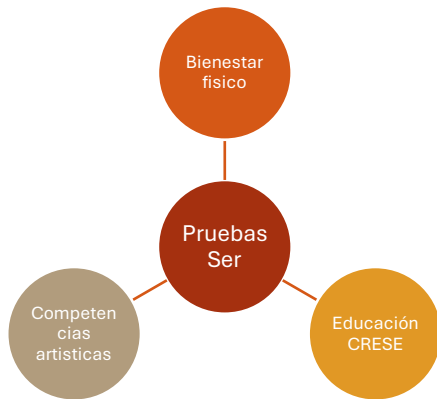 Bienestar
fisico
Pruebas
Ser
Competen
cias
artisticas
Educación
CRESE